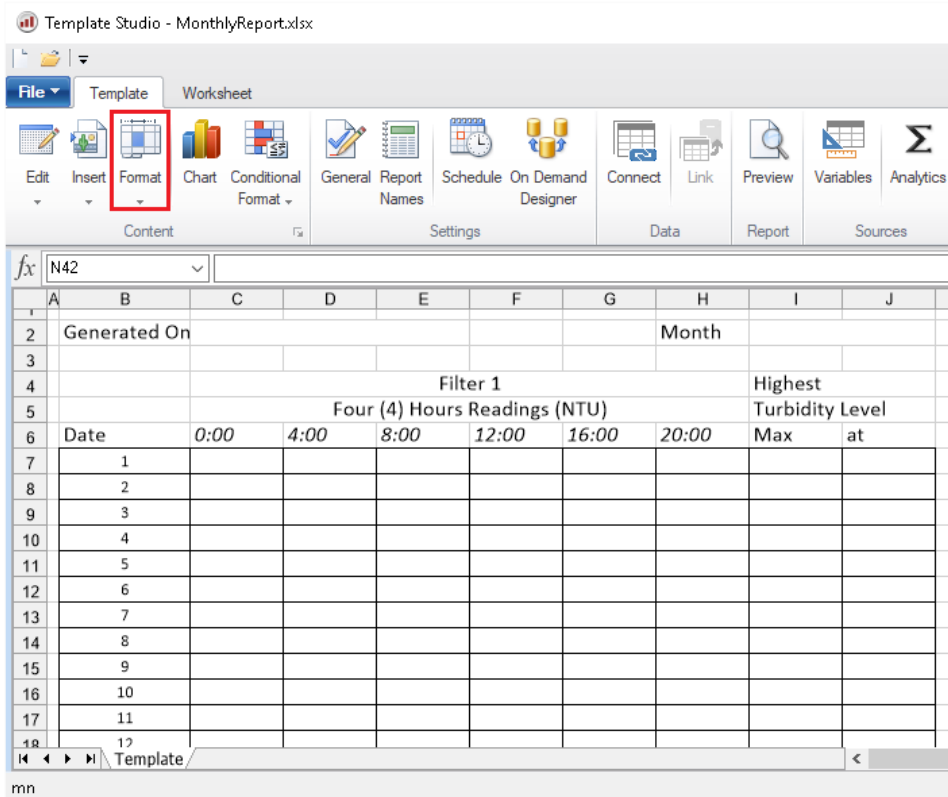 Template Studio - MonthlyReport.xlsx
File Template Worksheet
Edit Insert Format Chart Conditional Format General Report Names Schedule On Demand Designer Connect Link Preview Variables Analytics
Content Settings Data Report Sources
fx N42
A B C D E F G H I J
2 Generated On Month
3
4 Filter 1 Highest
5 Four (4) Hours Readings (NTU) Turbidity Level
6 Date 0:00 4:00 8:00 12:00 16:00 20:00 Max at
7 1
8 2
9 3
10 4
11 5
12 6
13 7
14 8
15 9
16 10
17 11
18 12
Template
mn